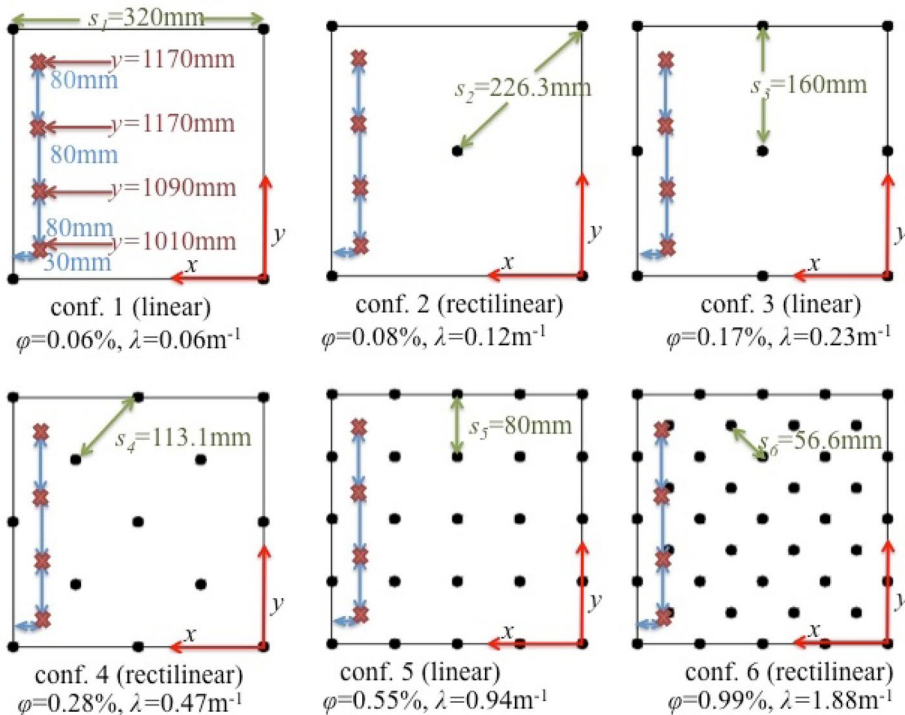 s₁=320mm
y=1170mm
80mm
y=1170mm
80mm
y=1090mm
80mm
y=1010mm
30mm
x
y
conf. 1 (linear)
φ=0.06%, λ=0.06m⁻¹
s₂=226.3mm
x
y
conf. 2 (rectilinear)
φ=0.08%, λ=0.12m⁻¹
s₃=160mm
x
y
conf. 3 (linear)
φ=0.17%, λ=0.23m⁻¹
s₄=113.1mm
x
y
conf. 4 (rectilinear)
φ=0.28%, λ=0.47m⁻¹
s₅=80mm
x
y
conf. 5 (linear)
φ=0.55%, λ=0.94m⁻¹
s₆=56.6mm
x
y
conf. 6 (rectilinear)
φ=0.99%, λ=1.88m⁻¹